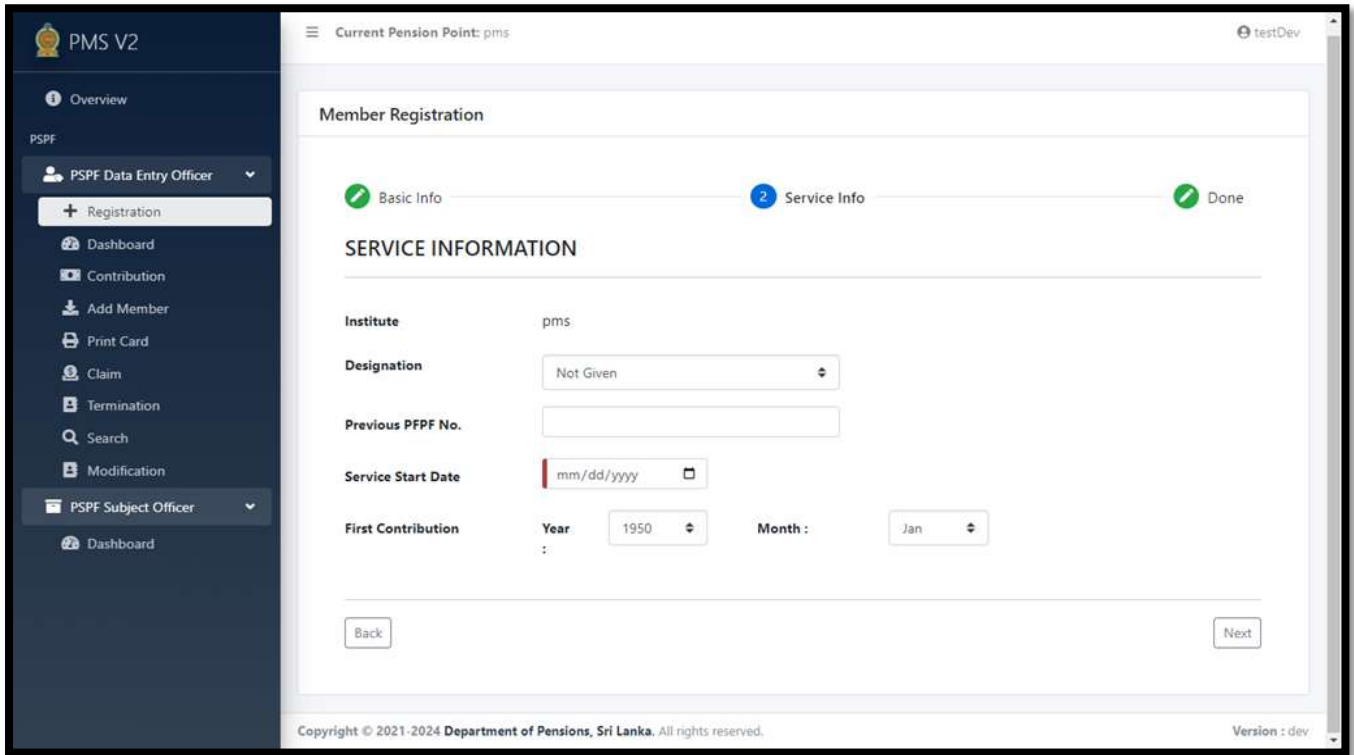 PMS V2
Current Pension Point: pms
testDev
Overview
PSPF
PSPF Data Entry Officer
Registration
Dashboard
Contribution
Add Member
Print Card
Claim
Termination
Search
Modification
PSPF Subject Officer
Dashboard
Member Registration
Basic Info
2 Service Info
Done
SERVICE INFORMATION
Institute pms
Designation Not Given
Previous PFPF No.
Service Start Date mm/dd/yyyy
First Contribution Year : 1950 Month : Jan
Back
Next
Copyright © 2021-2024 Department of Pensions, Sri Lanka. All rights reserved.
Version : dev